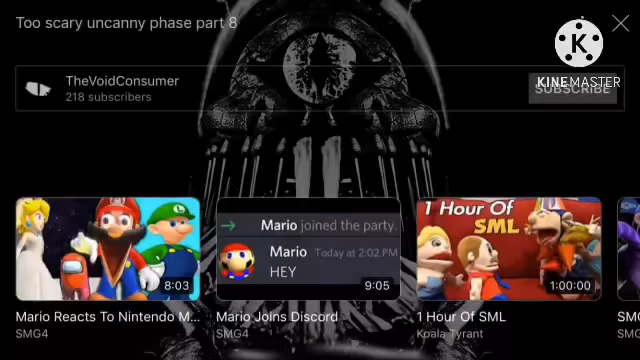 Too scary uncanny phase part 8
K
KINEMASTER
TheVoidConsumer
218 subscribers
SUBSCRIBE
8:03
Mario joined the party.
Mario Today at 2:02 PM
HEY
9:05
1 Hour Of
SML
1:00:00
Mario Reacts To Nintendo M...
SMG4
Mario Joins Discord
SMG4
1 Hour Of SML
Koala Tyrant